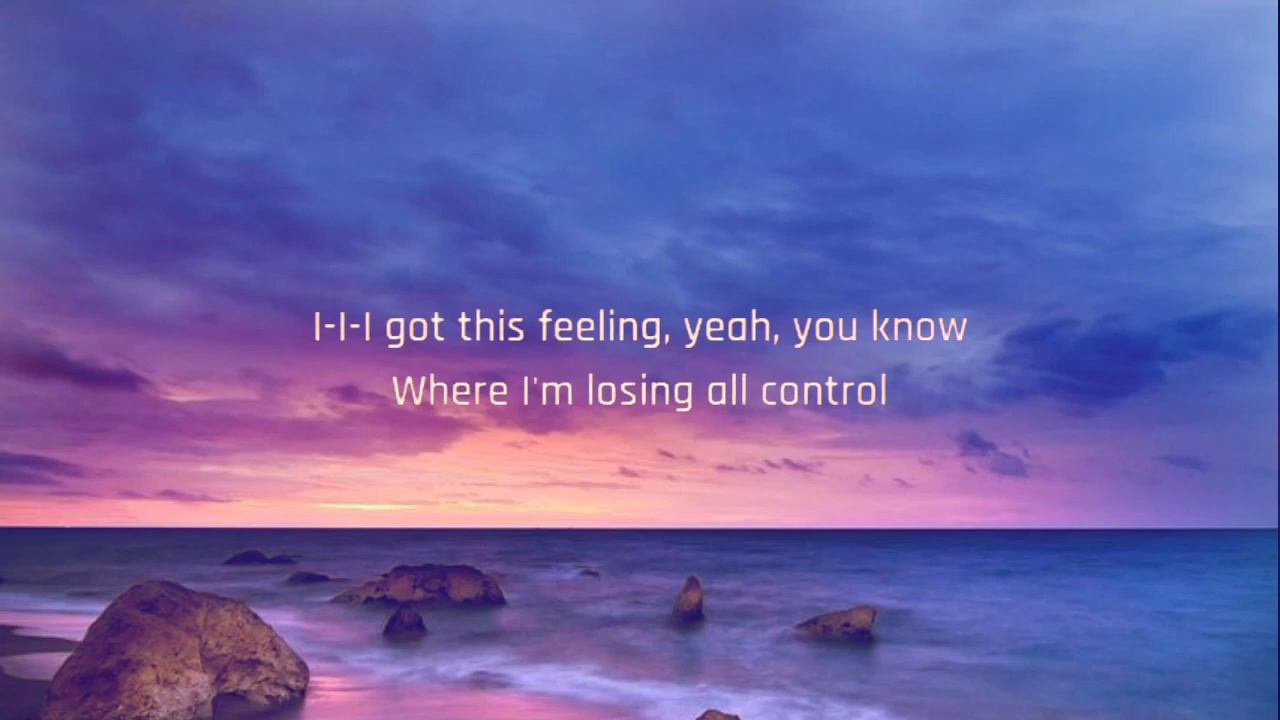 I-I-I got this feeling, yeah, you know
Where I'm losing all control